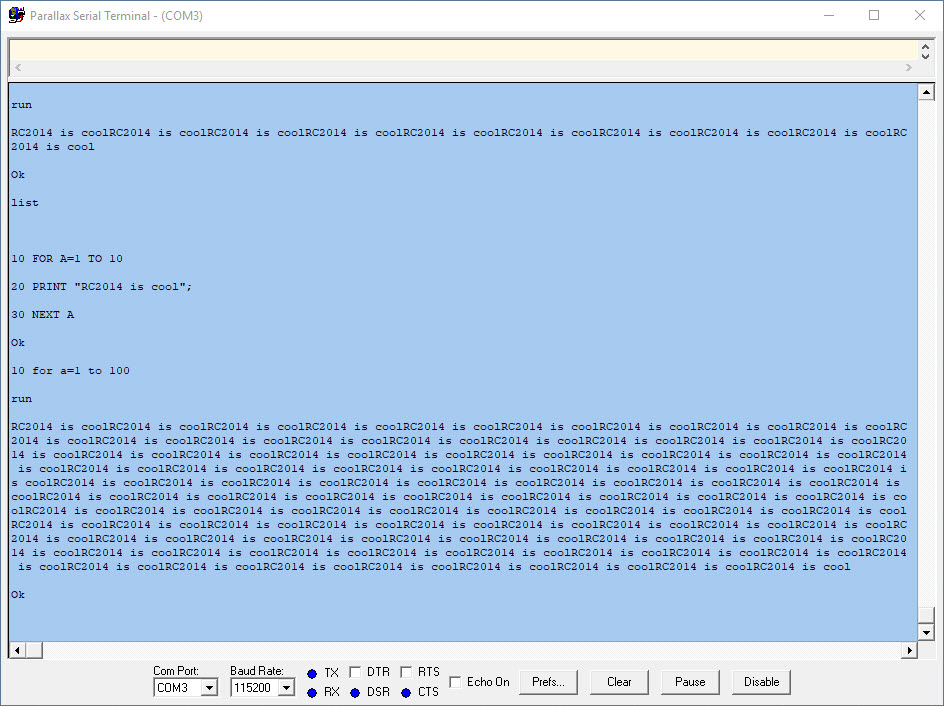 Parallax Serial Terminal - (COM3)
run
RC2014 is coolRC2014 is coolRC2014 is coolRC2014 is coolRC2014 is coolRC2014 is coolRC2014 is coolRC2014 is coolRC2014 is coolRC
2014 is cool
Ok
list
10 FOR A=1 TO 10
20 PRINT "RC2014 is cool";
30 NEXT A
Ok
10 for a=1 to 100
run
RC2014 is coolRC2014 is coolRC2014 is coolRC2014 is coolRC2014 is coolRC2014 is coolRC2014 is coolRC2014 is coolRC2014 is coolRC
2014 is coolRC2014 is coolRC2014 is coolRC2014 is coolRC2014 is coolRC2014 is coolRC2014 is coolRC2014 is coolRC2014 is coolRC20
14 is coolRC2014 is coolRC2014 is coolRC2014 is coolRC2014 is coolRC2014 is coolRC2014 is coolRC2014 is coolRC2014 is coolRC2014
 is coolRC2014 is coolRC2014 is coolRC2014 is coolRC2014 is coolRC2014 is coolRC2014 is coolRC2014 is coolRC2014 is coolRC2014 i
s coolRC2014 is coolRC2014 is coolRC2014 is coolRC2014 is coolRC2014 is coolRC2014 is coolRC2014 is coolRC2014 is coolRC2014 is
coolRC2014 is coolRC2014 is coolRC2014 is coolRC2014 is coolRC2014 is coolRC2014 is coolRC2014 is coolRC2014 is coolRC2014 is co
olRC2014 is coolRC2014 is coolRC2014 is coolRC2014 is coolRC2014 is coolRC2014 is coolRC2014 is coolRC2014 is coolRC2014 is cool
RC2014 is coolRC2014 is coolRC2014 is coolRC2014 is coolRC2014 is coolRC2014 is coolRC2014 is coolRC2014 is coolRC2014 is coolRC
2014 is coolRC2014 is coolRC2014 is coolRC2014 is coolRC2014 is coolRC2014 is coolRC2014 is coolRC2014 is coolRC2014 is coolRC20
14 is coolRC2014 is coolRC2014 is coolRC2014 is coolRC2014 is coolRC2014 is coolRC2014 is coolRC2014 is coolRC2014 is coolRC2014
 is coolRC2014 is coolRC2014 is coolRC2014 is coolRC2014 is coolRC2014 is coolRC2014 is coolRC2014 is coolRC2014 is cool
Ok
Com Port: Baud Rate: TX DTR RTS
COM3 115200 RX DSR CTS Echo On Prefs... Clear Pause Disable